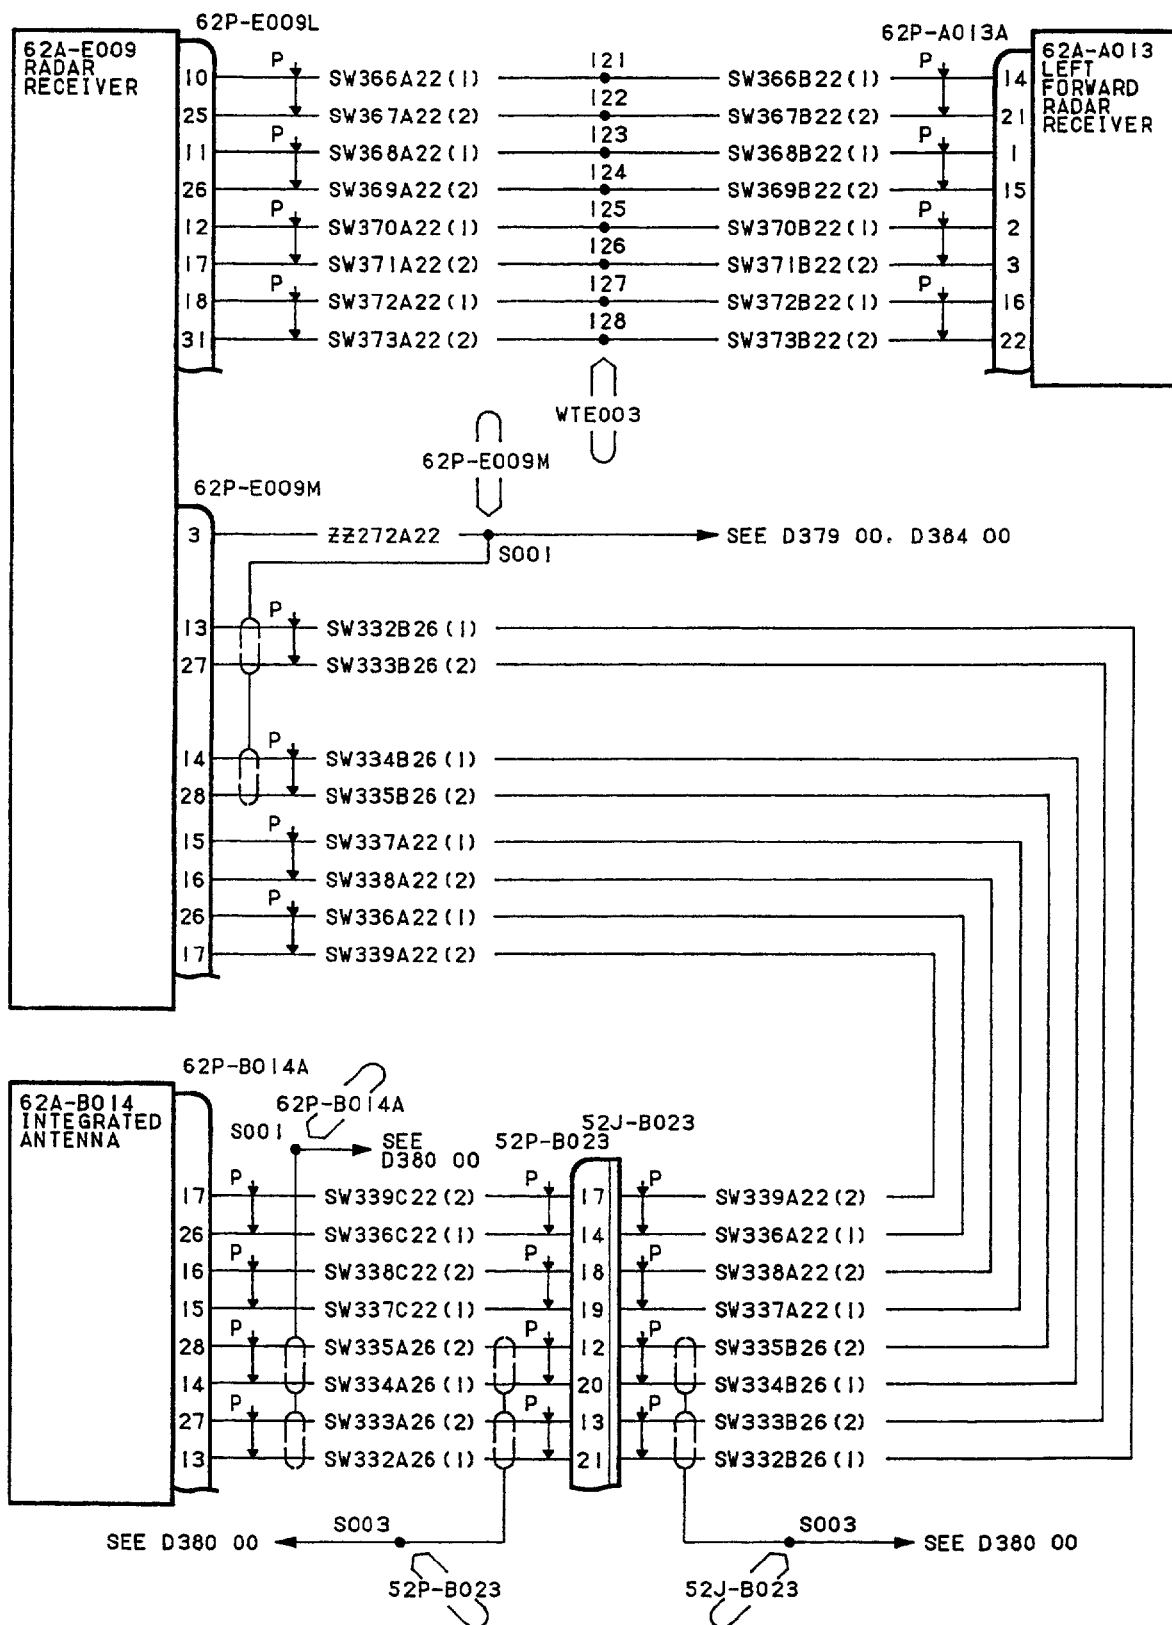 62P-E009L
62P-A013A
62A-E009
RADAR
RECEIVER
62A-A013
LEFT
FORWARD
RADAR
RECEIVER
10 P SW366A22(1) 121 SW366B22(1) P 14
25 SW367A22(2) 122 SW367B22(2) 21
11 P SW368A22(1) 123 SW368B22(1) P 1
26 SW369A22(2) 124 SW369B22(2) 15
12 P SW370A22(1) 125 SW370B22(1) P 2
17 SW371A22(2) 126 SW371B22(2) 3
18 P SW372A22(1) 127 SW372B22(1) P 16
31 SW373A22(2) 128 SW373B22(2) 22
WTE003
62P-E009M
62P-E009M
3 ZZ272A22 SEE D379 00, D384 00
S001
13 P SW332B26(1)
27 SW333B26(2)
14 P SW334B26(1)
28 SW335B26(2)
15 P SW337A22(1)
16 SW338A22(2)
26 P SW336A22(1)
17 SW339A22(2)
62P-B014A
62A-B014
INTEGRATED
ANTENNA
62P-B014A
S001
SEE
D380 00
52P-B023
52J-B023
17 P SW339C22(2) P 17 P SW339A22(2)
26 SW336C22(1) 14 SW336A22(1)
16 P SW338C22(2) P 18 P SW338A22(2)
15 SW337C22(1) 19 SW337A22(1)
28 P SW335A26(2) P 12 P SW335B26(2)
14 SW334A26(1) 20 SW334B26(1)
27 P SW333A26(2) P 13 P SW333B26(2)
13 SW332A26(1) 21 SW332B26(1)
SEE D380 00 S003 S003 SEE D380 00
52P-B023 52J-B023